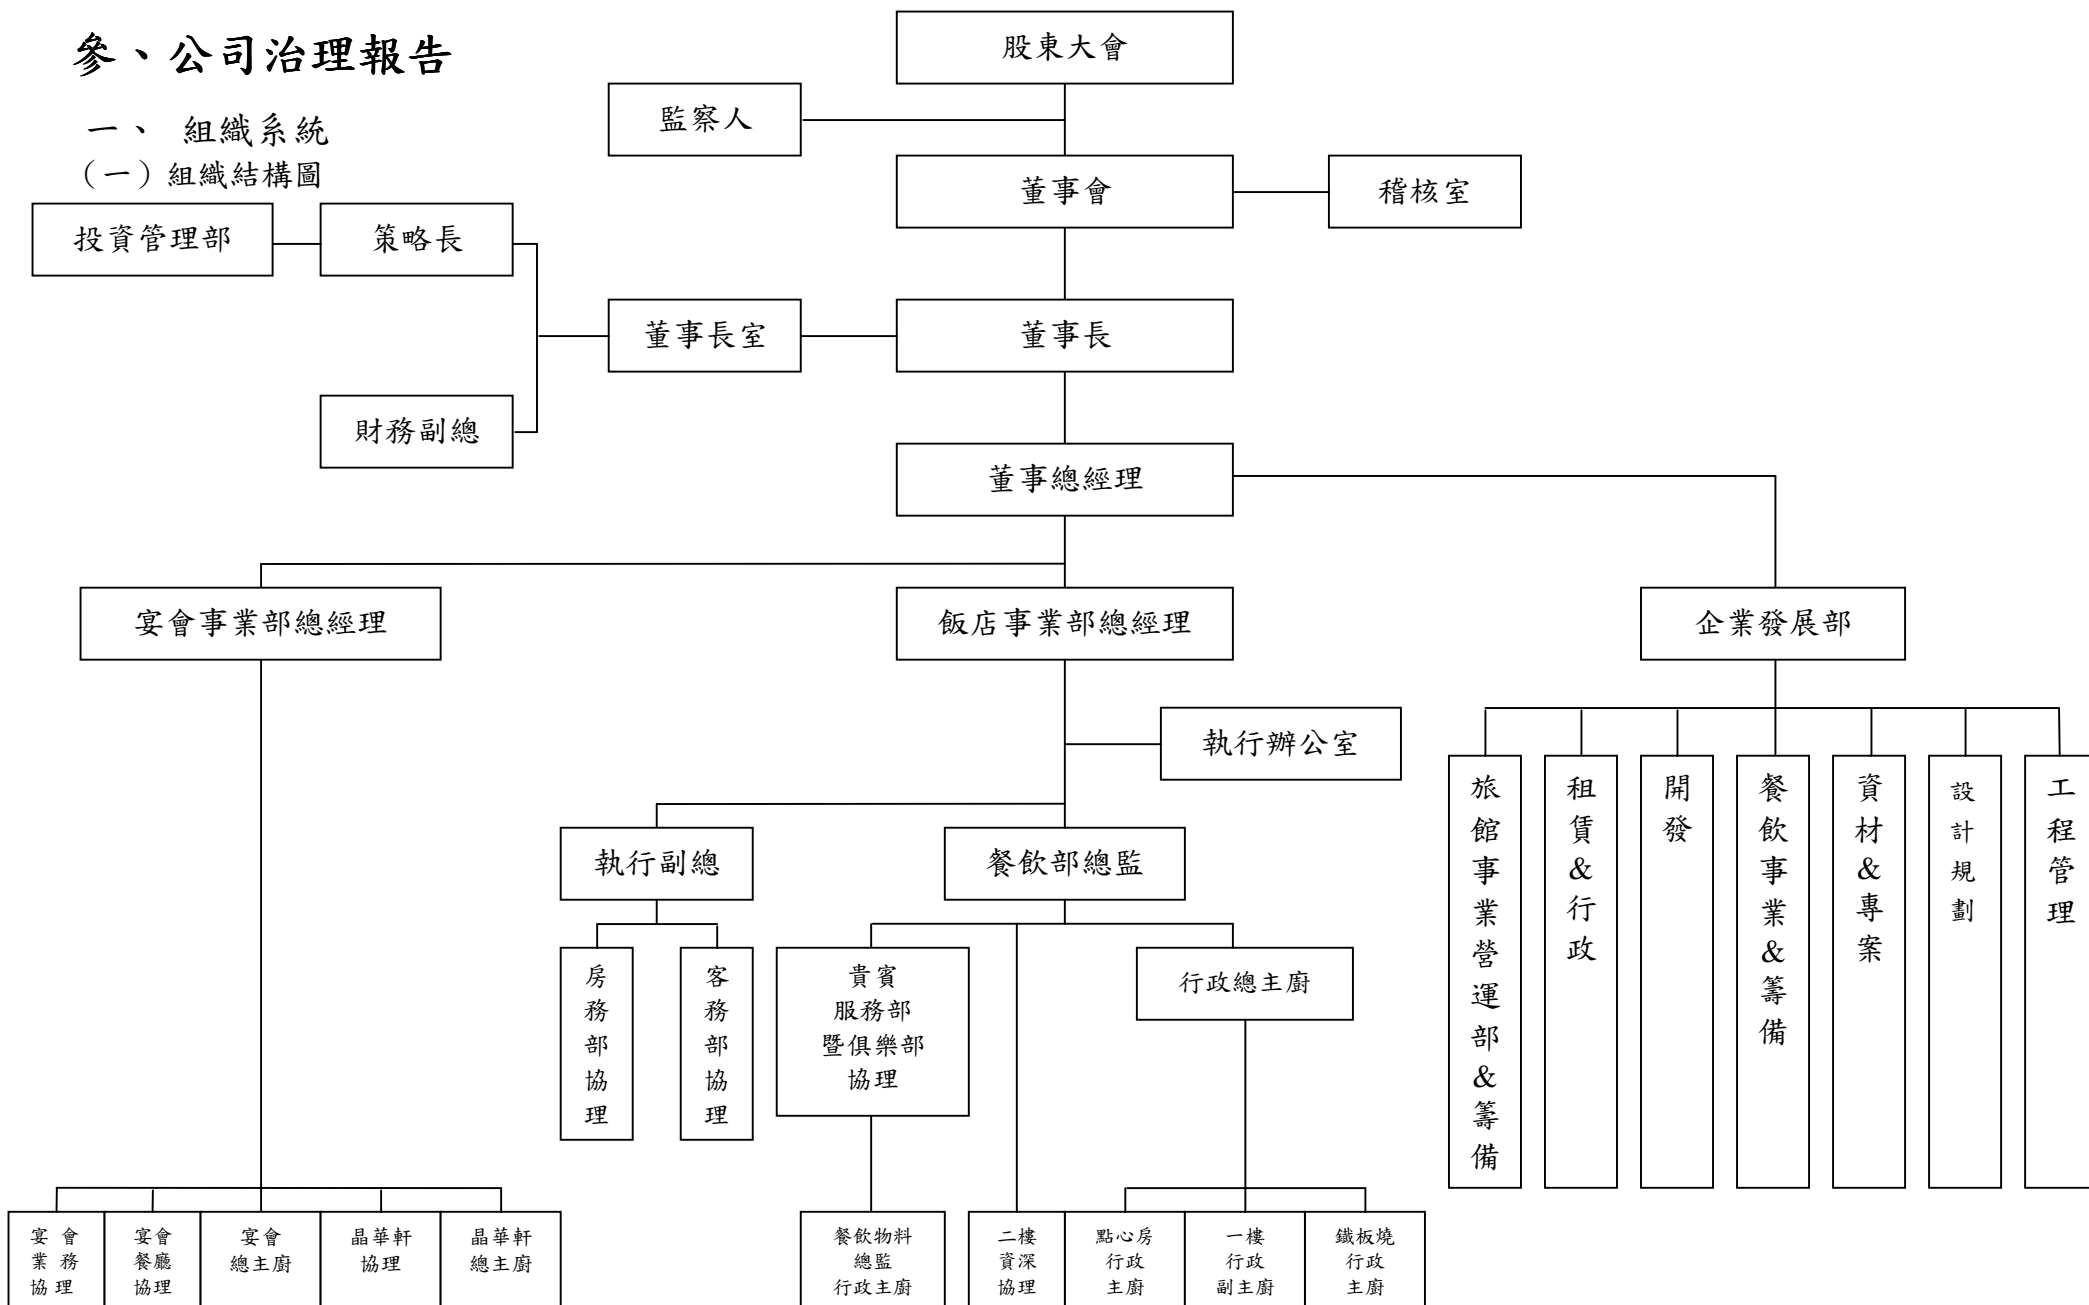 參、公司治理報告
股東大會
監察人
一、 組織系統
(一)組織結構圖
董事會
稽核室
投資管理部
策略長
董事長室
董事長
財務副總
董事總經理
宴會事業部總經理
飯店事業部總經理
企業發展部
執行辦公室
執行副總
餐飲部總監
旅館事業營運部&籌備
租賃&行政
開發
餐飲事業&籌備
資材&專案
設計規劃
工程管理
房務部協理
客務部協理
貴賓
服務部
暨俱樂部
協理
行政總主廚
宴 會
業 務
協 理
宴會
餐廳
協理
宴會
總主廚
晶華軒
協理
晶華軒
總主廚
餐飲物料
總監
行政主廚
二樓
資深
協理
點心房
行政
主廚
一樓
行政
副主廚
鐵板燒
行政
主廚